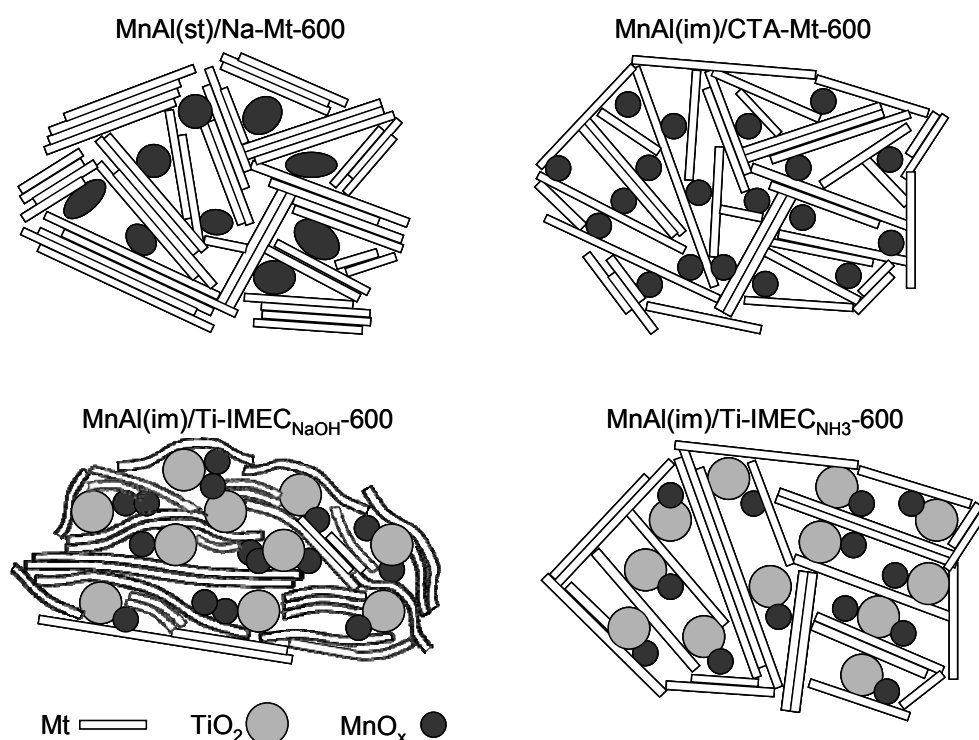 MnAl(st)/Na-Mt-600
MnAl(im)/CTA-Mt-600
MnAl(im)/Ti-IMEC_NaOH-600
MnAl(im)/Ti-IMEC_NH3-600
Mt
TiO₂
MnOₓ